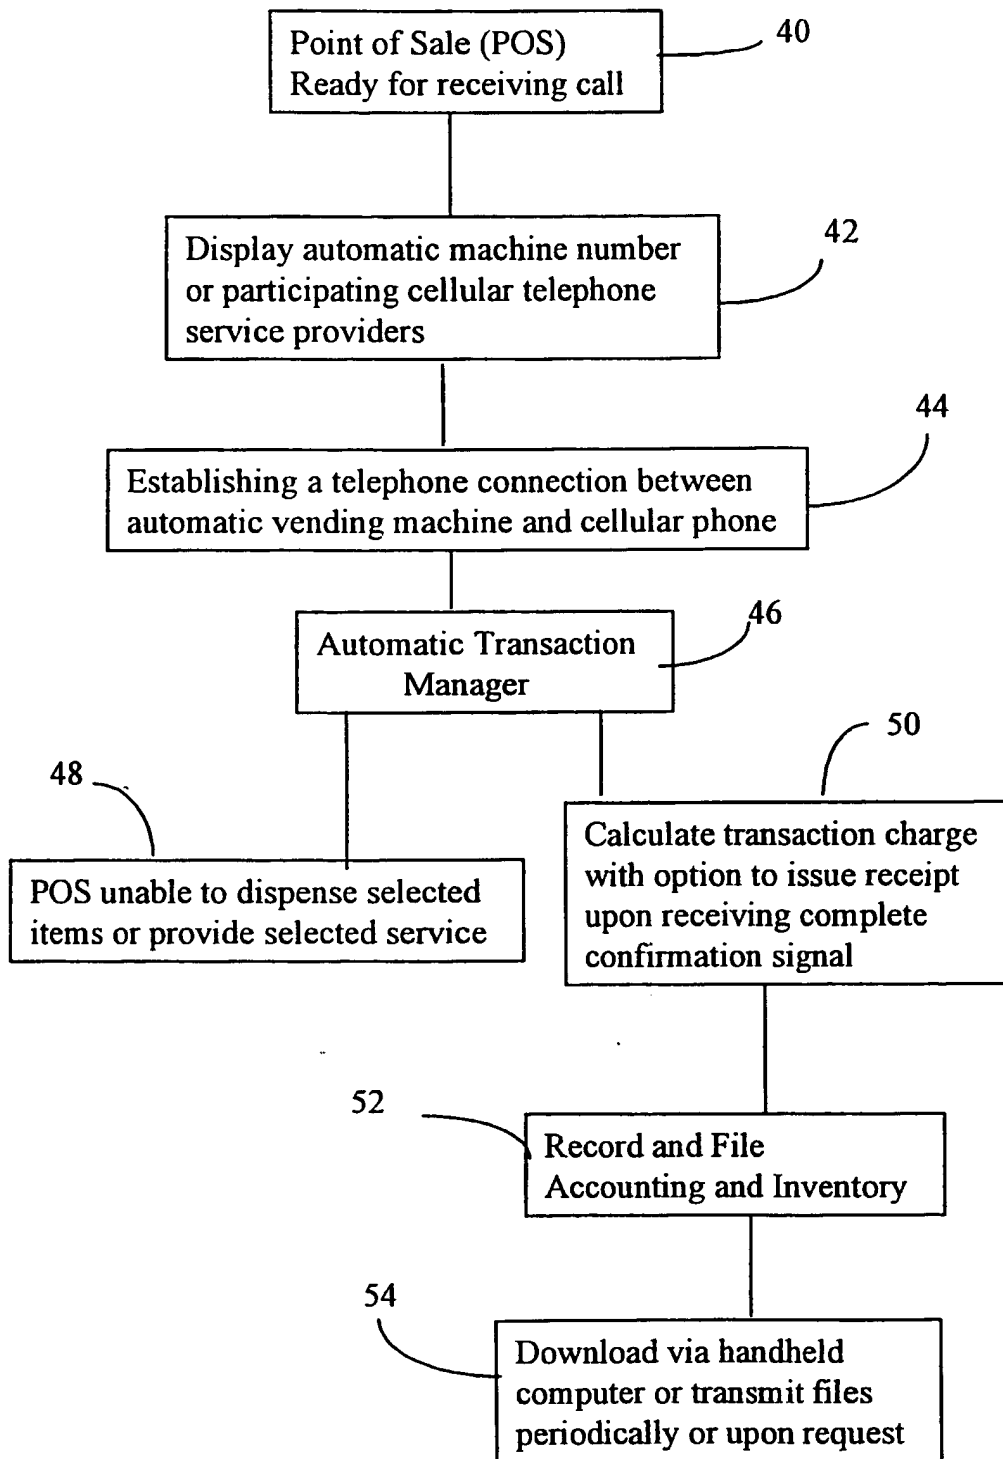 Point of Sale (POS)
Ready for receiving call
40
Display automatic machine number
or participating cellular telephone
service providers
42
Establishing a telephone connection between
automatic vending machine and cellular phone
44
Automatic Transaction
Manager
46
48
POS unable to dispense selected
items or provide selected service
50
Calculate transaction charge
with option to issue receipt
upon receiving complete
confirmation signal
52
Record and File
Accounting and Inventory
54
Download via handheld
computer or transmit files
periodically or upon request